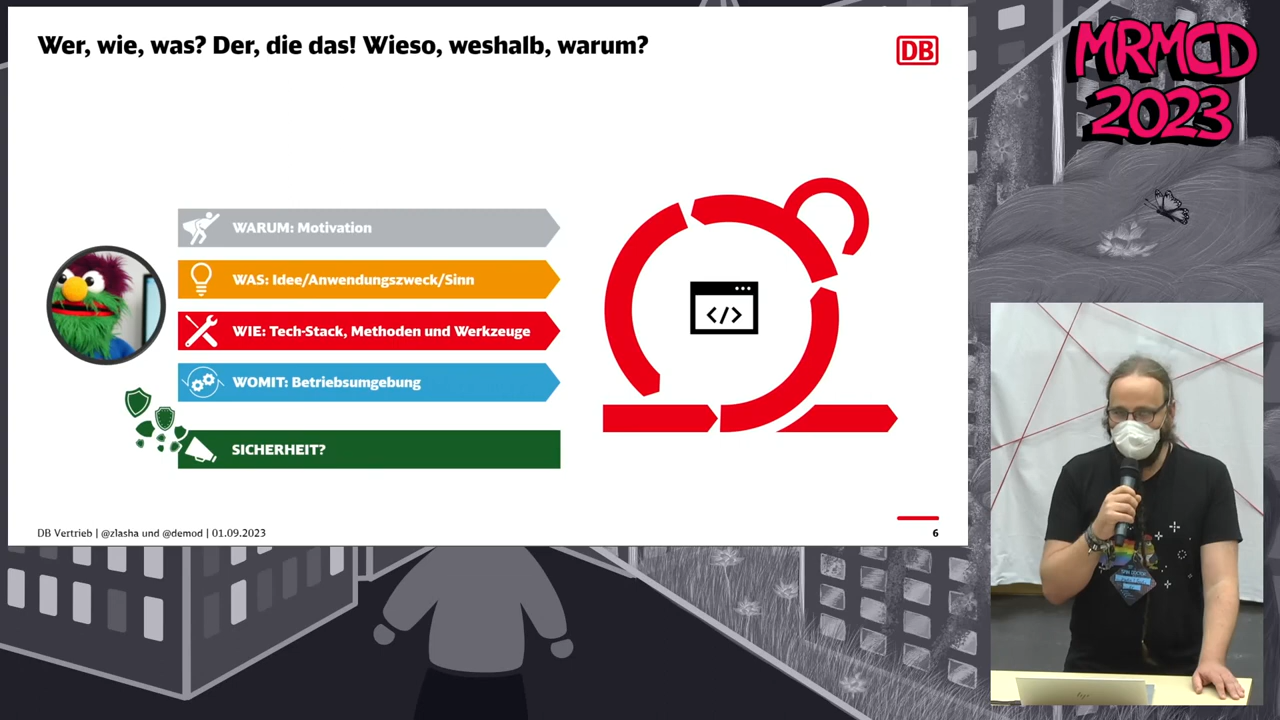 Wer, wie, was? Der, die das! Wieso, weshalb, warum?
DB
MRMCD
2023
WARUM: Motivation
WAS: Idee/Anwendungszweck/Sinn
</>
WIE: Tech-Stack, Methoden und Werkzeuge
WOMIT: Betriebsumgebung
SICHERHEIT?
DB Vertrieb | @zlasha und @demod | 01.09.2023
6